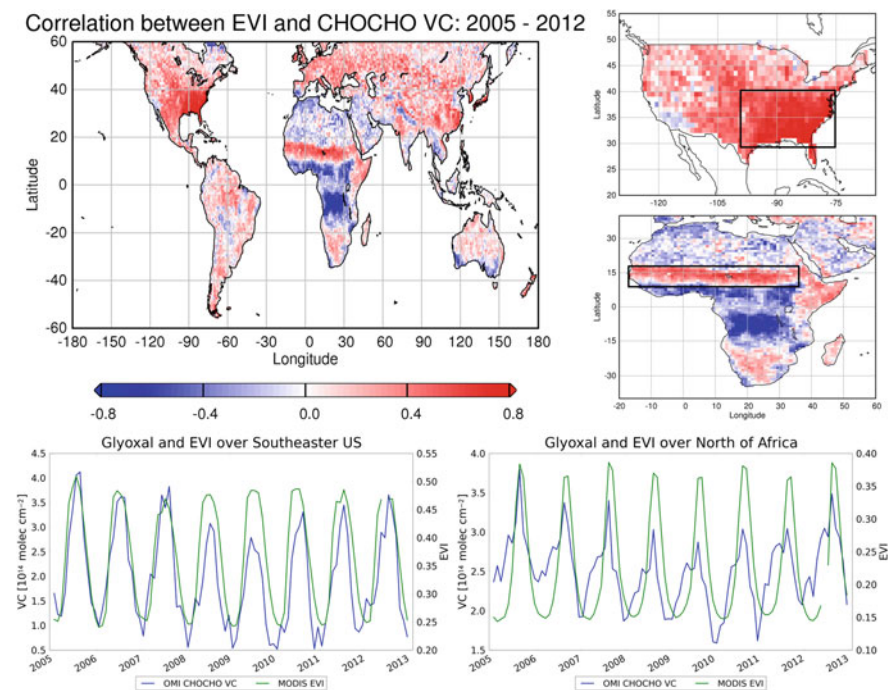 Correlation between EVI and CHOCHO VC: 2005 - 2012
60
40
20
0
-20
-40
-60
Latitude
-180 -150 -120 -90 -60 -30 0 30 60 90 120 150 180
Longitude
-0.8 -0.4 0.0 0.4 0.8
55
50
45
40
35
30
25
20
Latitude
-120 -105 -90 -75
30
15
0
-15
-30
-40
Latitude
-20 -10 0 10 20 30 40 50 60
Longitude
Glyoxal and EVI over Southeaster US
4.5
4.0
3.5
3.0
2.5
2.0
1.5
1.0
0.5
VC [10¹⁴ molec cm⁻²]
0.55
0.50
0.45
0.40
0.35
0.30
0.25
0.20
EVI
2005 2006 2007 2008 2009 2010 2011 2012 2013
OMI CHOCHO VC MODIS EVI
Glyoxal and EVI over North of Africa
4.0
3.5
3.0
2.5
2.0
1.5
VC [10¹⁴ molec cm⁻²]
0.40
0.35
0.30
0.25
0.20
0.15
0.10
EVI
2005 2006 2007 2008 2009 2010 2011 2012 2013
OMI CHOCHO VC MODIS EVI